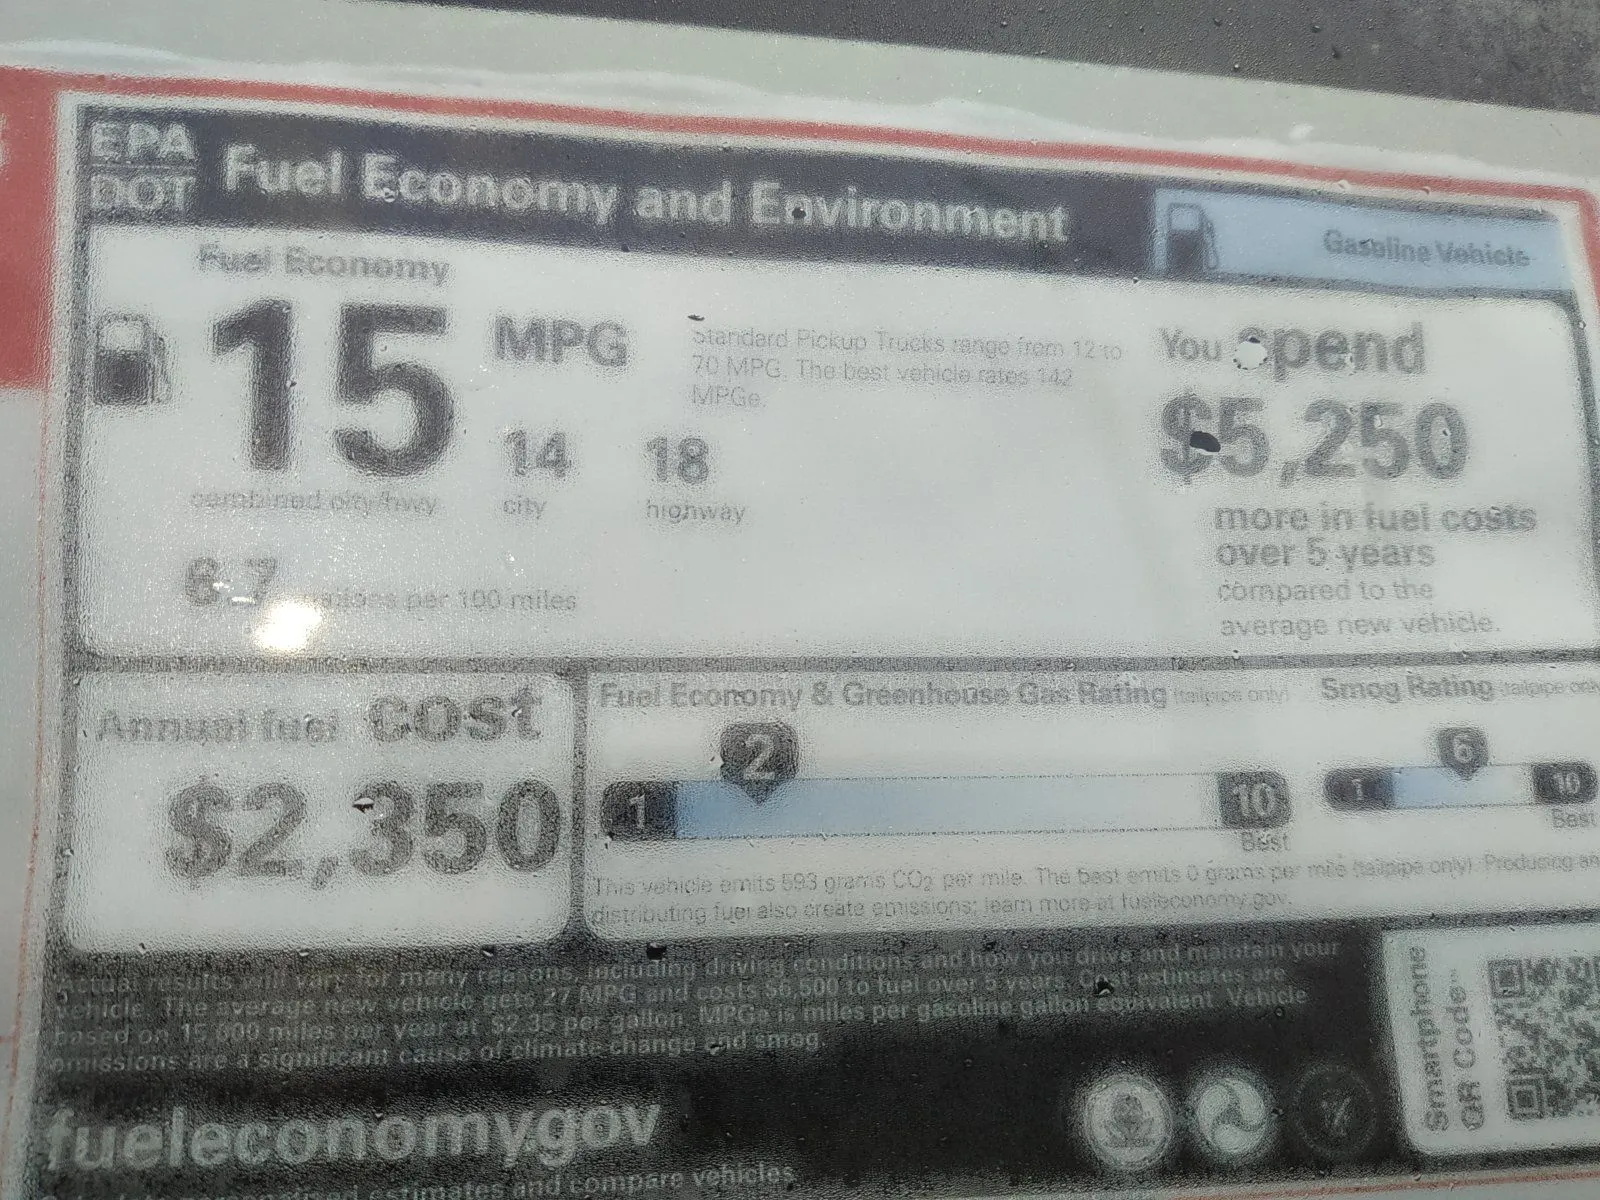 EPA
DOT
Fuel Economy and Environment
Gasoline Vehicle
Fuel Economy
15 MPG
Standard Pickup Trucks range from 12 to
70 MPG. The best vehicle rates 142
MPGe.
combined city/hwy
14
city
18
highway
6.7 gallons per 100 miles
You spend
$5,250
more in fuel costs
over 5 years
compared to the
average new vehicle.
Annual fuel cost
$2,350
Fuel Economy & Greenhouse Gas Rating (tailpipe only)
2
1
10
Best
Smog Rating (tailpipe only
6
1
10
Best
This vehicle emits 593 grams CO₂ per mile. The best emits 0 grams per mile (tailpipe only). Producing an
distributing fuel also create emissions; learn more at fueleconomy.gov.
Actual results will vary for many reasons, including driving conditions and how you drive and maintain your
vehicle. The average new vehicle gets 27 MPG and costs $6,500 to fuel over 5 years. Cost estimates are
based on 15,000 miles per year at $2.35 per gallon. MPGe is miles per gasoline gallon equivalent. Vehicle
emissions are a significant cause of climate change and smog.
fueleconomy.gov
estimates and compare vehicles
Smartphone
QR Code